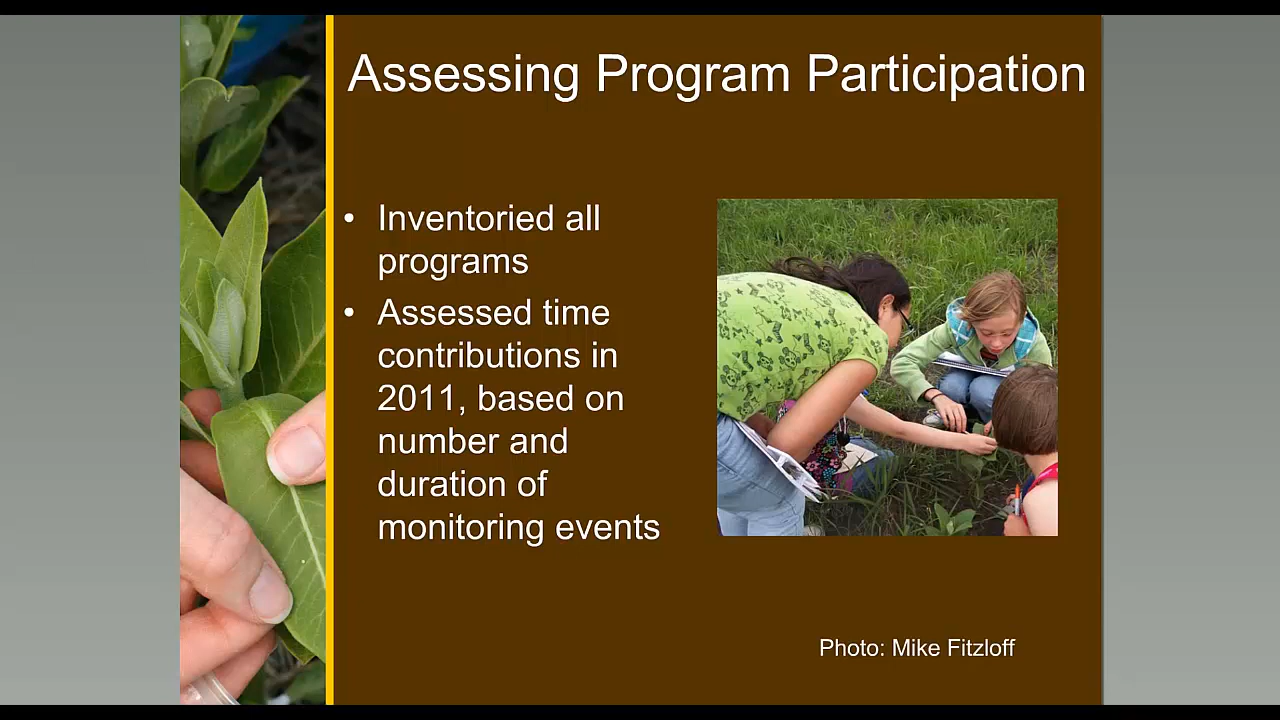 Assessing Program Participation
• Inventoried all
programs
• Assessed time
contributions in
2011, based on
number and
duration of
monitoring events
Photo: Mike Fitzloff